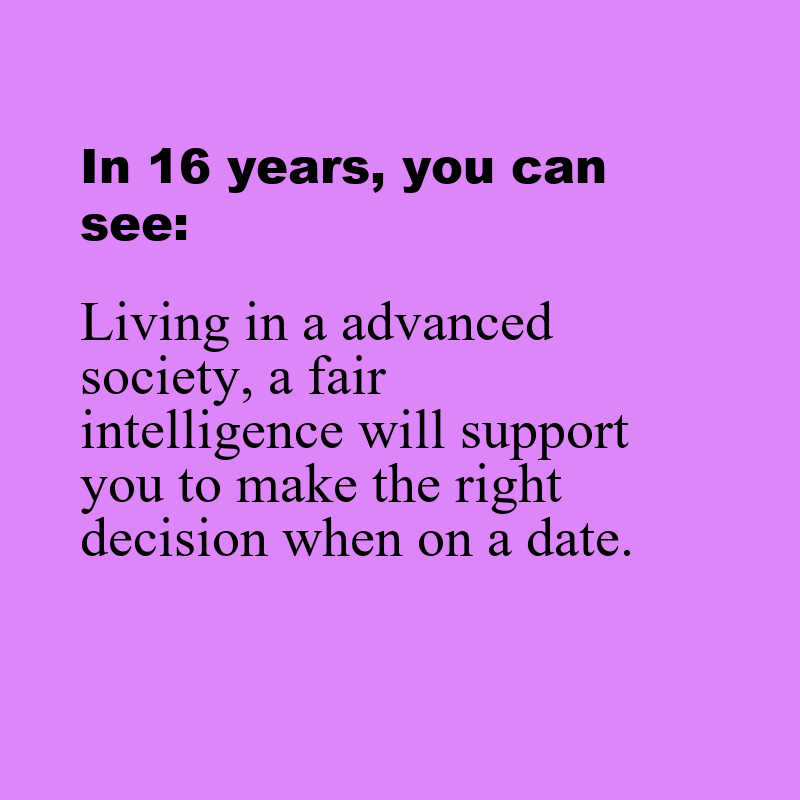 In 16 years, you can
see:
Living in a advanced
society, a fair
intelligence will support
you to make the right
decision when on a date.